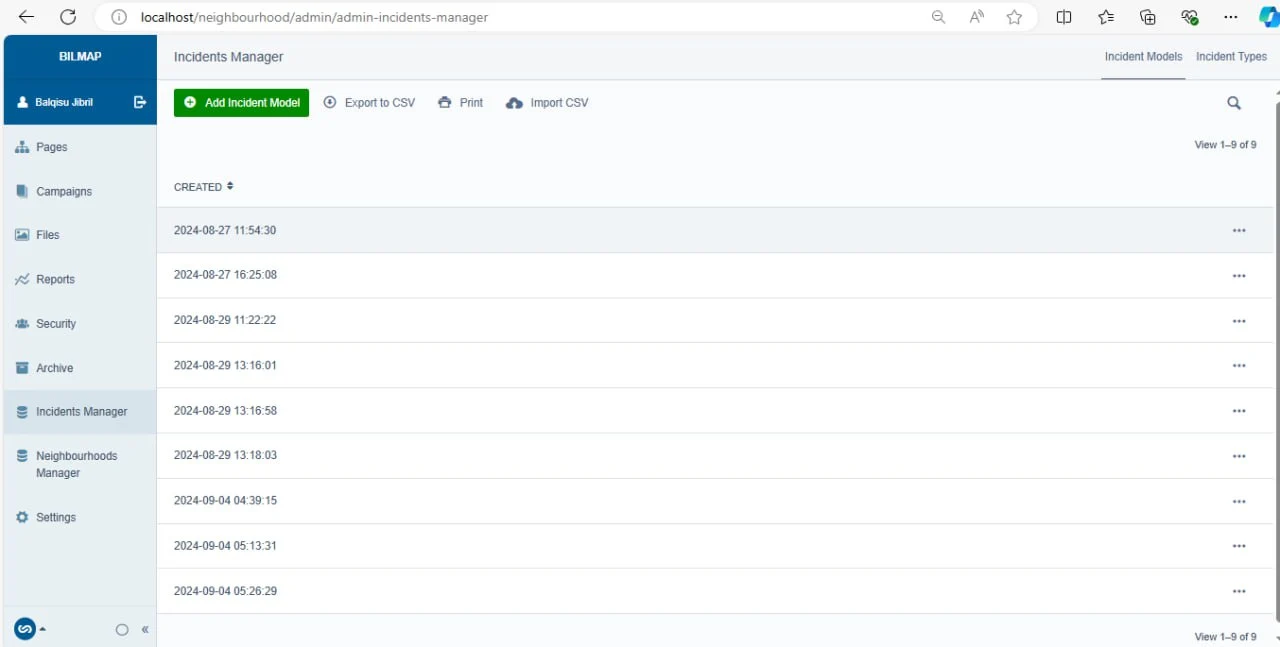 localhost/neighbourhood/admin/admin-incidents-manager
BILMAP
Balqisu Jibril
Pages
Campaigns
Files
Reports
Security
Archive
Incidents Manager
Neighbourhoods
Manager
Settings
Incidents Manager
Incident Models Incident Types
Add Incident Model Export to CSV Print Import CSV
View 1–9 of 9
CREATED
2024-08-27 11:54:30
2024-08-27 16:25:08
2024-08-29 11:22:22
2024-08-29 13:16:01
2024-08-29 13:16:58
2024-08-29 13:18:03
2024-09-04 04:39:15
2024-09-04 05:13:31
2024-09-04 05:26:29
View 1–9 of 9